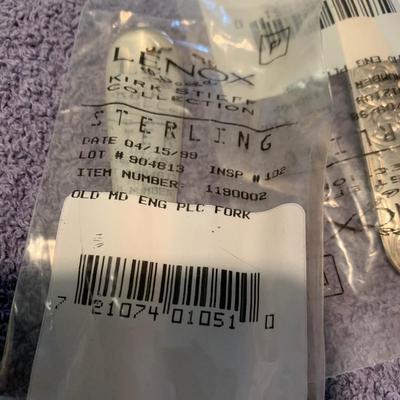 LENOX
KIRK STIEFF
COLLECTION
STERLING
DATE 04/15/99
LOT # 904813 INSP # 102
ITEM NUMBER: 1190002
OLD MD ENG PLC FORK
7 21074 01051 0
P